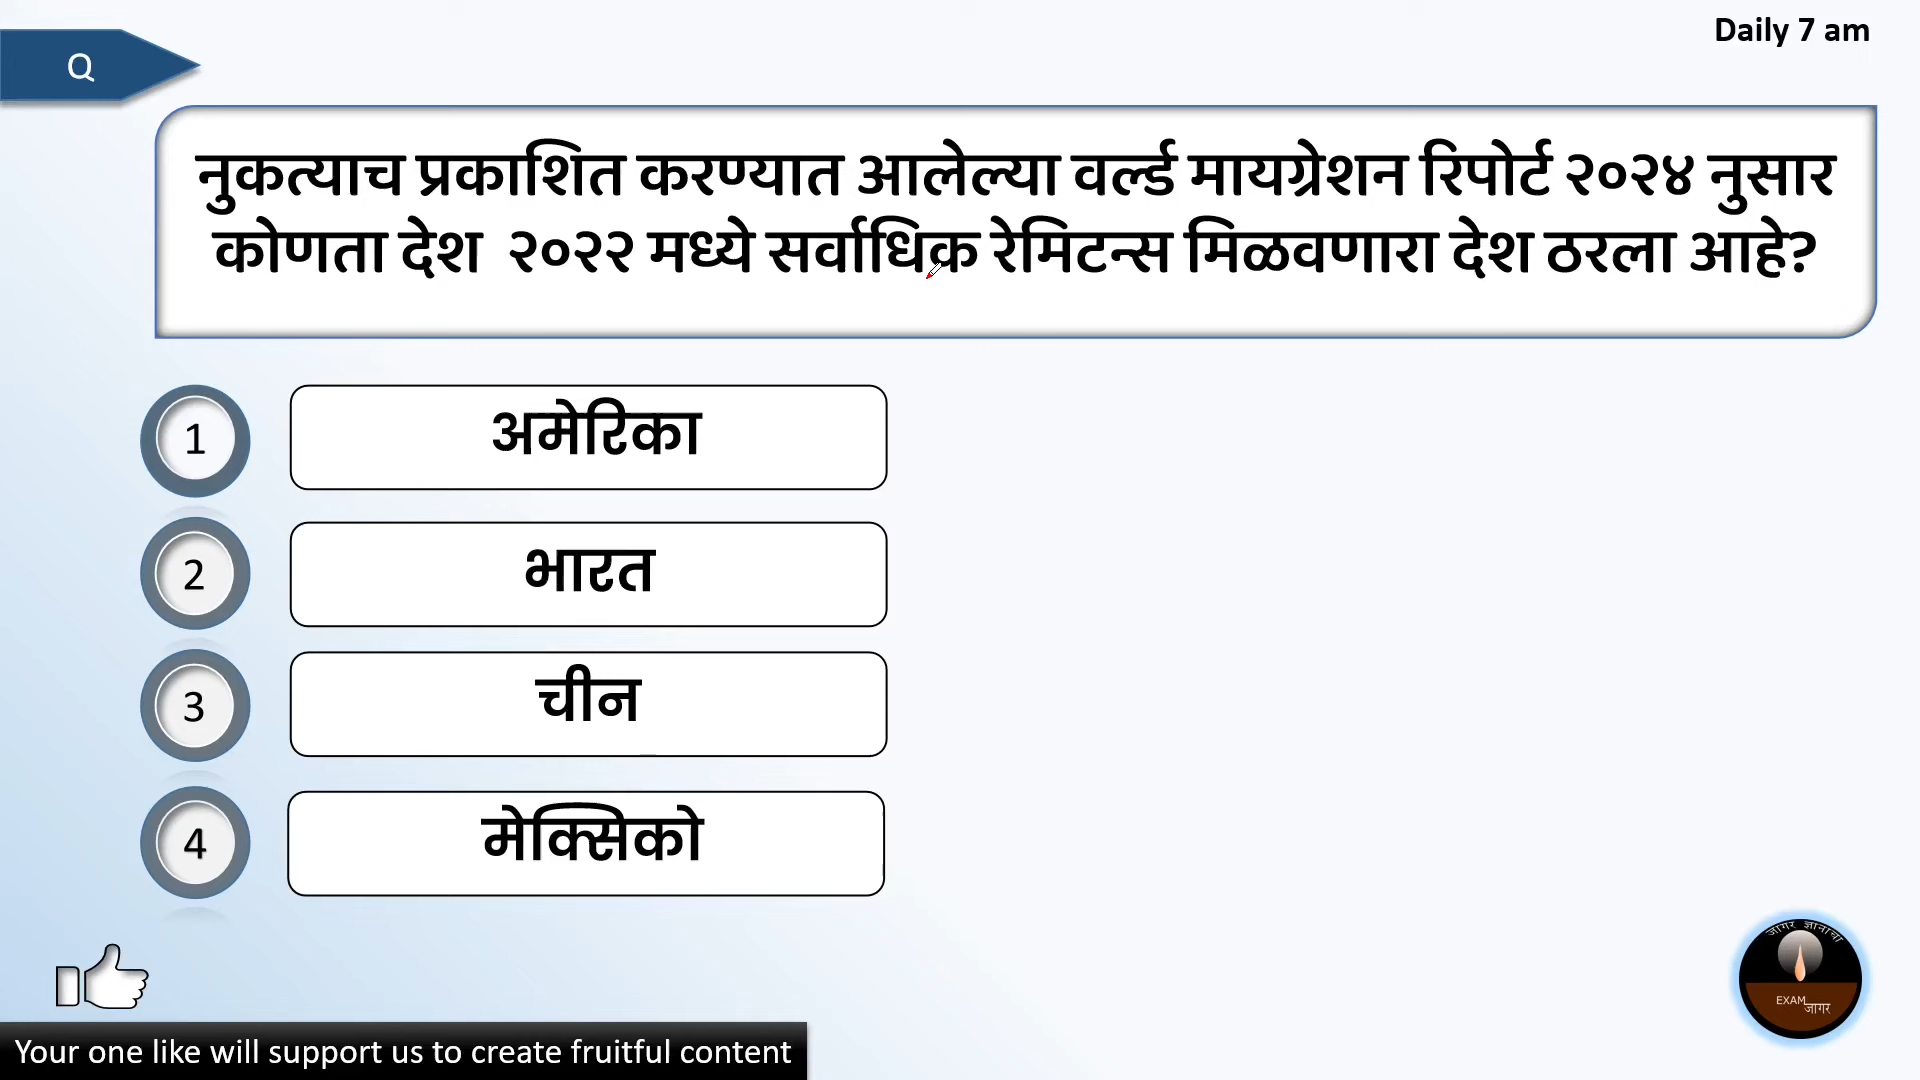 Daily 7 am
Q
नुकत्याच प्रकाशित करण्यात आलेल्या वर्ल्ड मायग्रेशन रिपोर्ट २०२४ नुसार
कोणता देश २०२२ मध्ये सर्वाधिक रेमिटन्स मिळवणारा देश ठरला आहे?
1
अमेरिका
2
भारत
3
चीन
4
मेक्सिको
जागर ज्ञानाचा
EXAM
जागर
Your one like will support us to create fruitful content